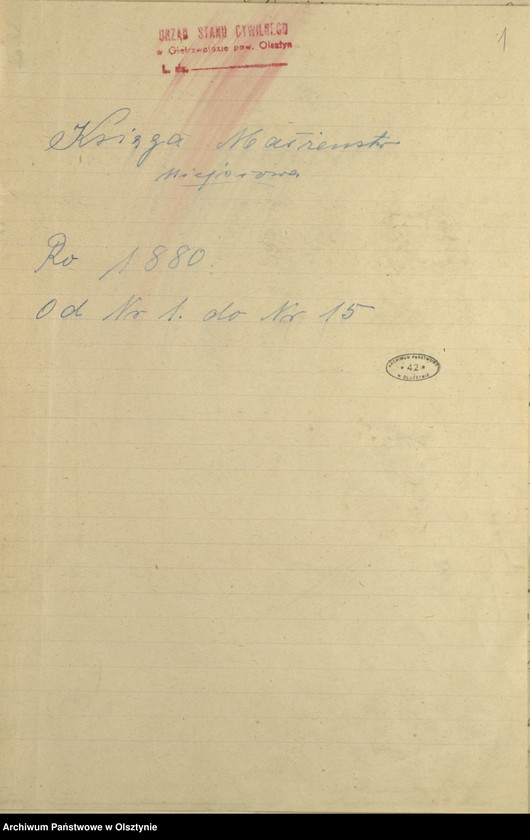 1
URZĄD STANU CYWILNEGO
w Gietrzwałdzie pow. Olsztyn
L. dz.
Księga Małżeństw
Miejscowa
Ro 1880.
Od Nr 1. do Nr 15
ARCHIWUM PAŃSTWOWE
* 42 *
W OLSZTYNIE
Archiwum Państwowe w Olsztynie